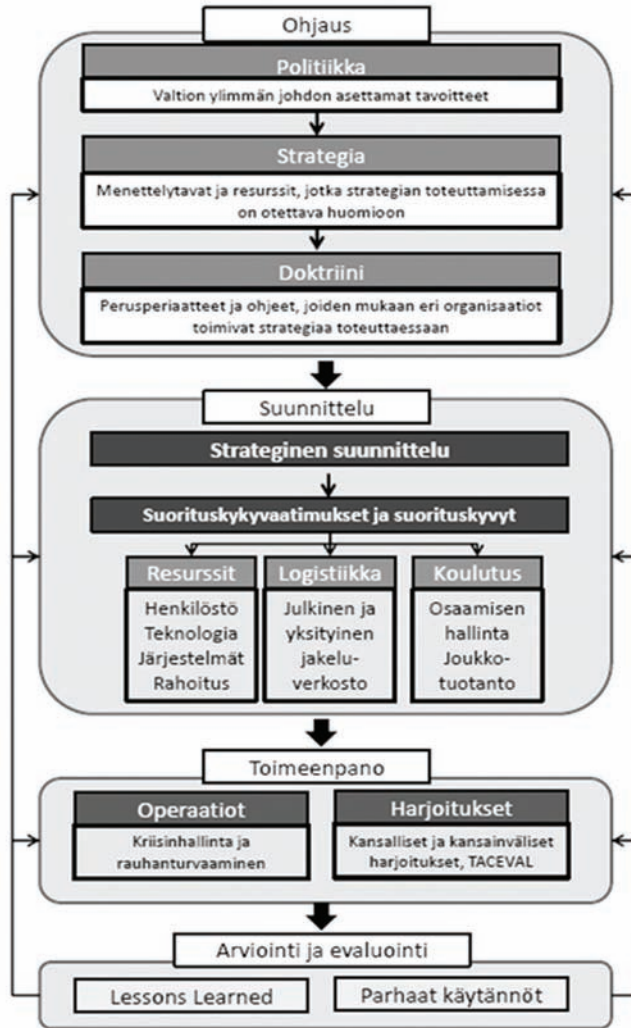 Ohjaus
Politiikka
Valtion ylimmän johdon asettamat tavoitteet
Strategia
Menettelytavat ja resurssit, jotka strategian toteuttamisessa
on otettava huomioon
Doktriini
Perusperiaatteet ja ohjeet, joiden mukaan eri organisaatiot
toimivat strategiaa toteuttaessaan
Suunnittelu
Strateginen suunnittelu
Suorituskykyvaatimukset ja suorituskyvyt
Resurssit
Henkilöstö
Teknologia
Järjestelmät
Rahoitus
Logistiikka
Julkinen ja
yksityinen
jakelu-
verkosto
Koulutus
Osaamisen
hallinta
Joukko-
tuotanto
Toimeenpano
Operaatiot
Kriisinhallinta ja
rauhanturvaaminen
Harjoitukset
Kansalliset ja kansainväliset
harjoitukset, TACEVAL
Arviointi ja evaluointi
Lessons Learned
Parhaat käytännöt